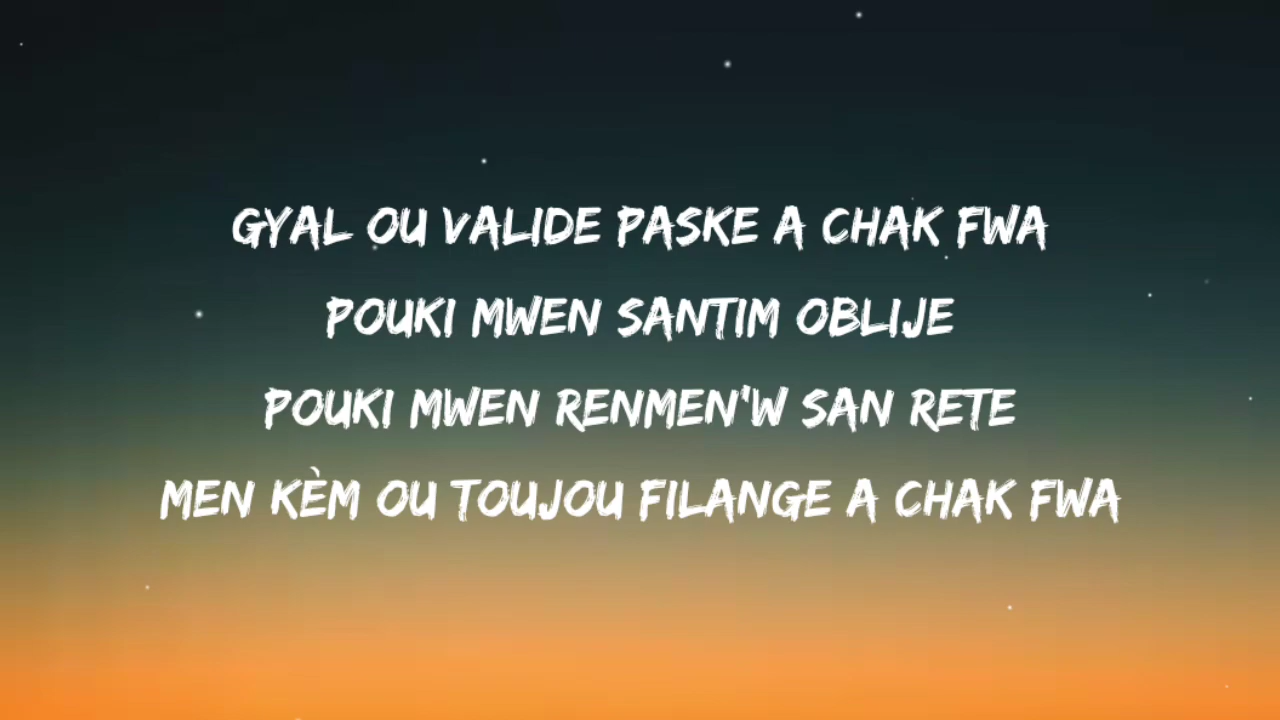 GYAL OU VALIDE PASKE A CHAK FWA
POUKI MWEN SANTIM OBLIJE
POUKI MWEN RENMEN'W SAN RETE
MEN KÈM OU TOUJOU FILANGE A CHAK FWA